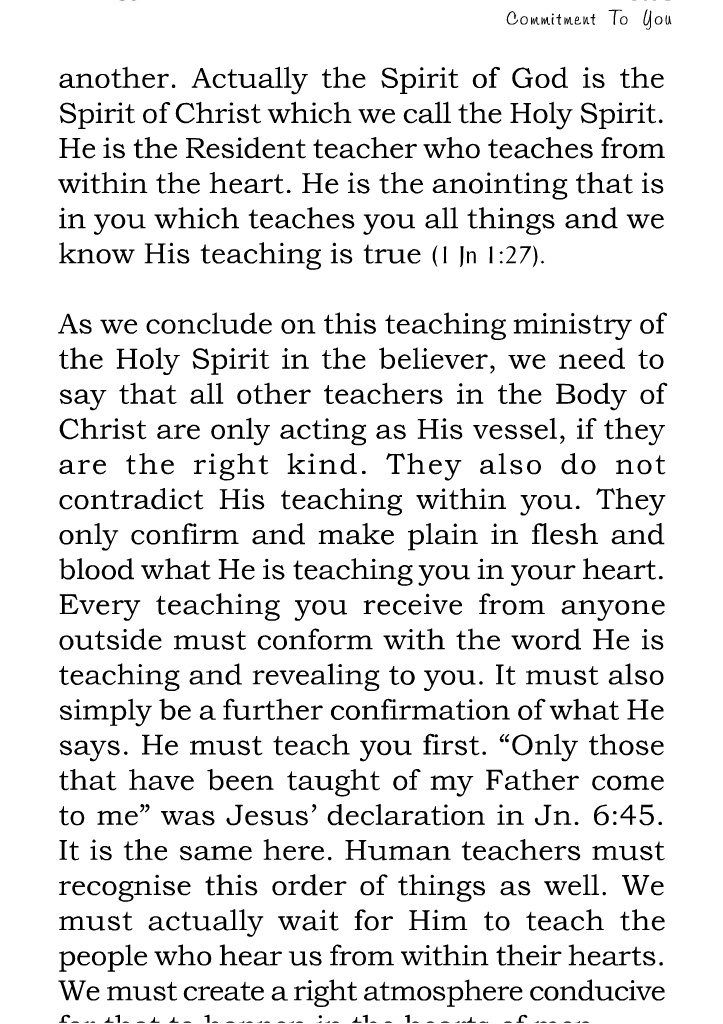 Commitment To You
another. Actually the Spirit of God is the
Spirit of Christ which we call the Holy Spirit.
He is the Resident teacher who teaches from
within the heart. He is the anointing that is
in you which teaches you all things and we
know His teaching is true (1 Jn 1:27).
As we conclude on this teaching ministry of
the Holy Spirit in the believer, we need to
say that all other teachers in the Body of
Christ are only acting as His vessel, if they
are the right kind. They also do not
contradict His teaching within you. They
only confirm and make plain in flesh and
blood what He is teaching you in your heart.
Every teaching you receive from anyone
outside must conform with the word He is
teaching and revealing to you. It must also
simply be a further confirmation of what He
says. He must teach you first. “Only those
that have been taught of my Father come
to me” was Jesus’ declaration in Jn. 6:45.
It is the same here. Human teachers must
recognise this order of things as well. We
must actually wait for Him to teach the
people who hear us from within their hearts.
We must create a right atmosphere conducive
for that to happen in the hearts of men